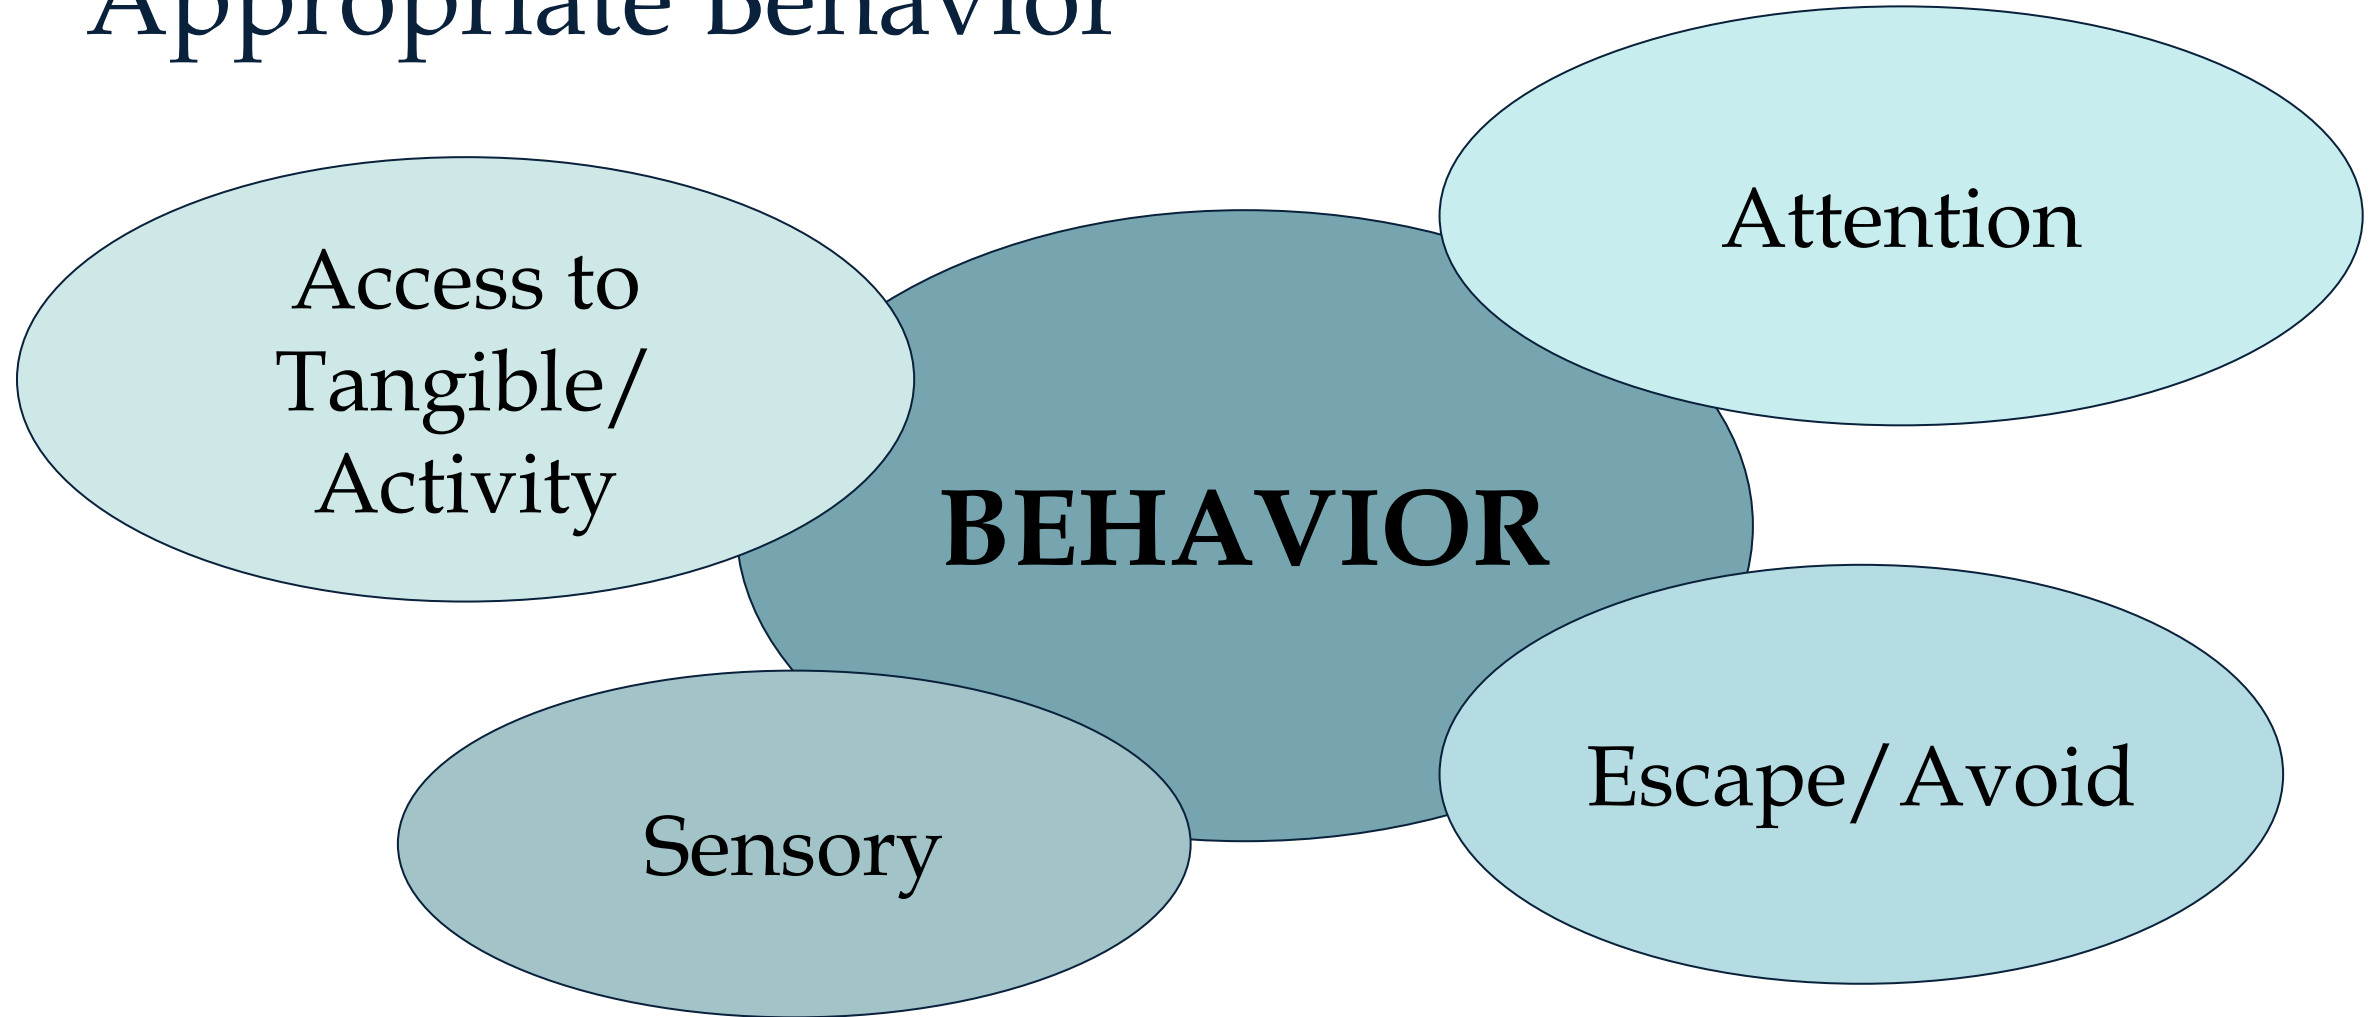 Appropriate Behavior
Attention
Access to
Tangible/
Activity
BEHAVIOR
Escape/Avoid
Sensory